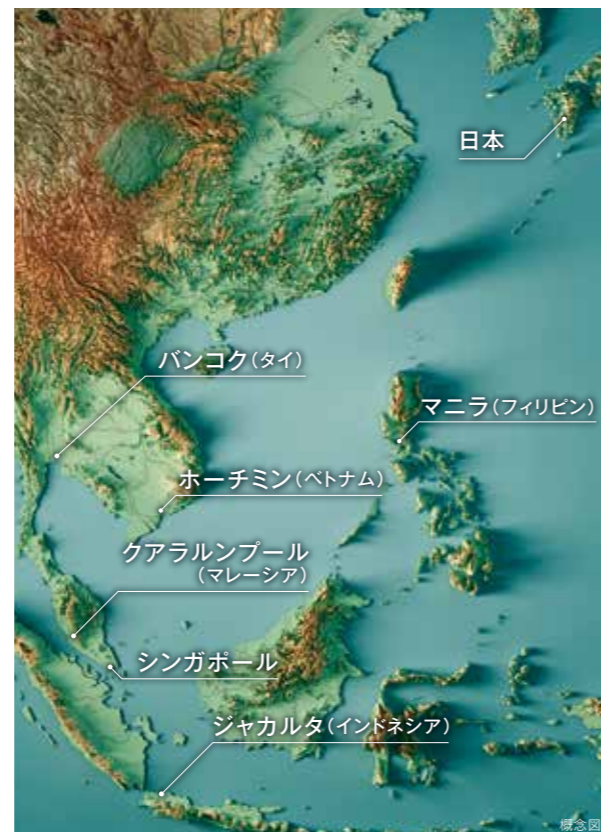 日本
バンコク(タイ)
マニラ(フィリピン)
ホーチミン(ベトナム)
クアラルンプール
(マレーシア)
シンガポール
ジャカルタ(インドネシア)
概念図